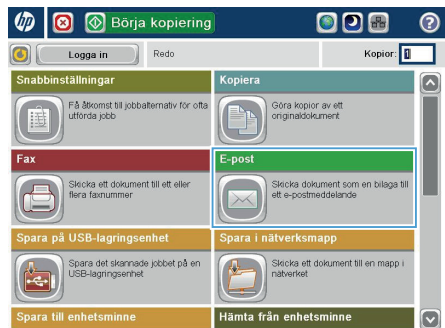 hp Börja kopiering ?
Logga in Redo Kopior: 1
Snabbinställningar
Få åtkomst till jobbalternativ för ofta
utförda jobb
Kopiera
Göra kopior av ett
originaldokument
Fax
Skicka ett dokument till ett eller
flera faxnummer
E-post
Skicka dokument som en bilaga till
ett e-postmeddelande
Spara på USB-lagringsenhet
Spara det skannade jobbet på en
USB-lagringsenhet
Spara i nätverksmapp
Skicka ett dokument till en mapp i
nätverket
Spara till enhetsminne
Hämta från enhetsminne